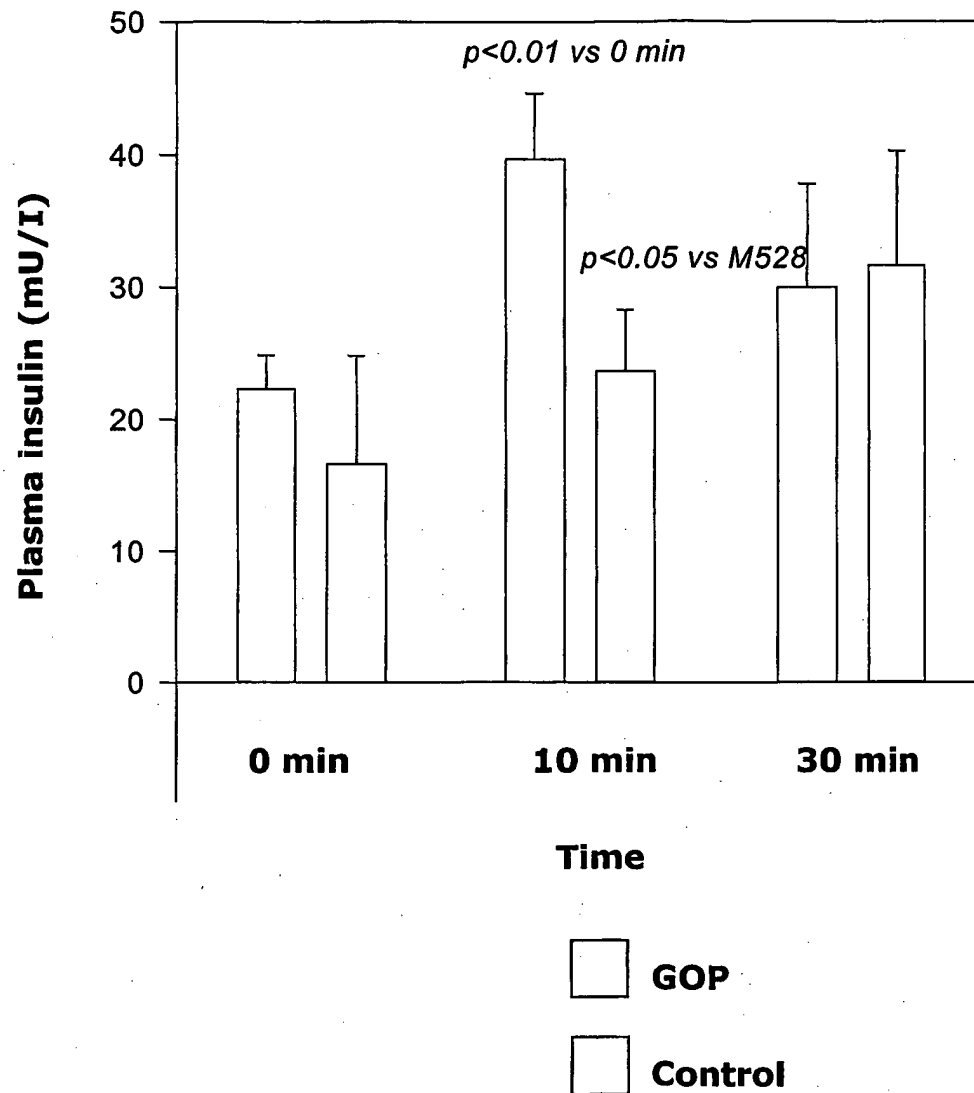 50
p<0.01 vs 0 min
40
p<0.05 vs M528
30
20
10
0
Plasma insulin (mU/I)
0 min 10 min 30 min
Time
GOP
Control